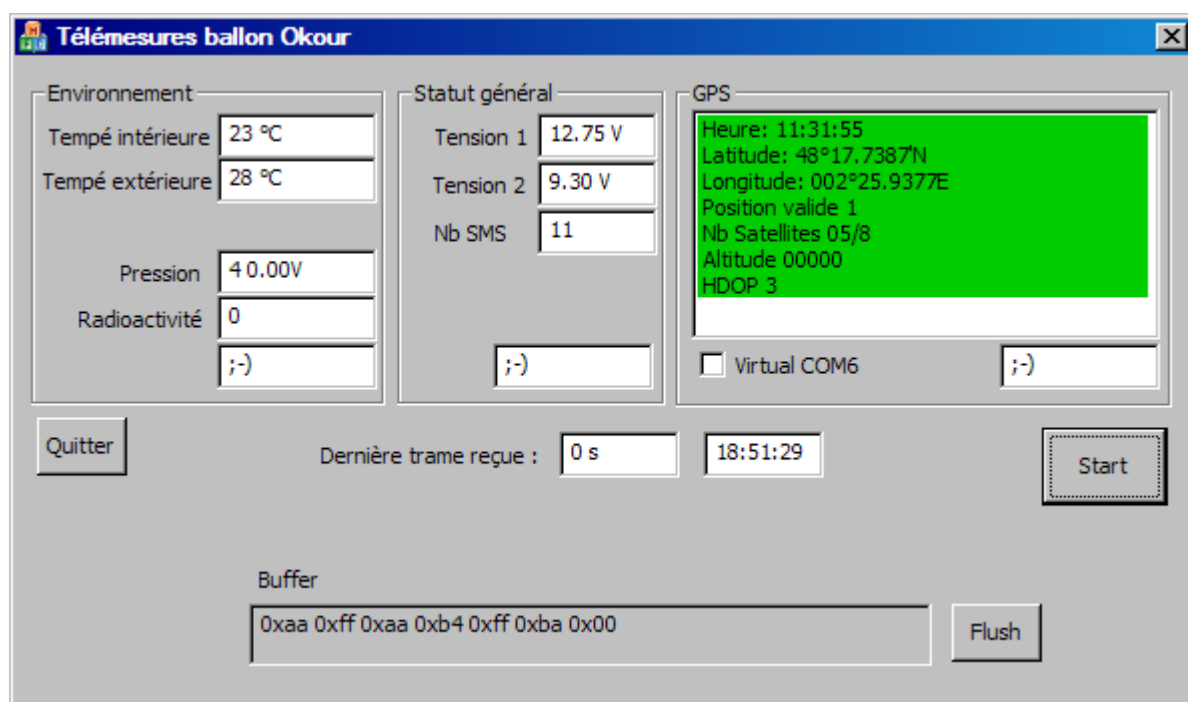 Télémesures ballon Okour
Environnement
Tempé intérieure 23 °C
Tempé extérieure 28 °C
Pression 4 0.00V
Radioactivité 0
;-)
Statut général
Tension 1 12.75 V
Tension 2 9.30 V
Nb SMS 11
;-)
GPS
Heure: 11:31:55
Latitude: 48°17.7387'N
Longitude: 002°25.9377'E
Position valide 1
Nb Satellites 05/8
Altitude 00000
HDOP 3
Virtual COM6 ;-)
Quitter
Dernière trame reçue : 0 s 18:51:29
Start
Buffer
0xaa 0xff 0xaa 0xb4 0xff 0xba 0x00
Flush